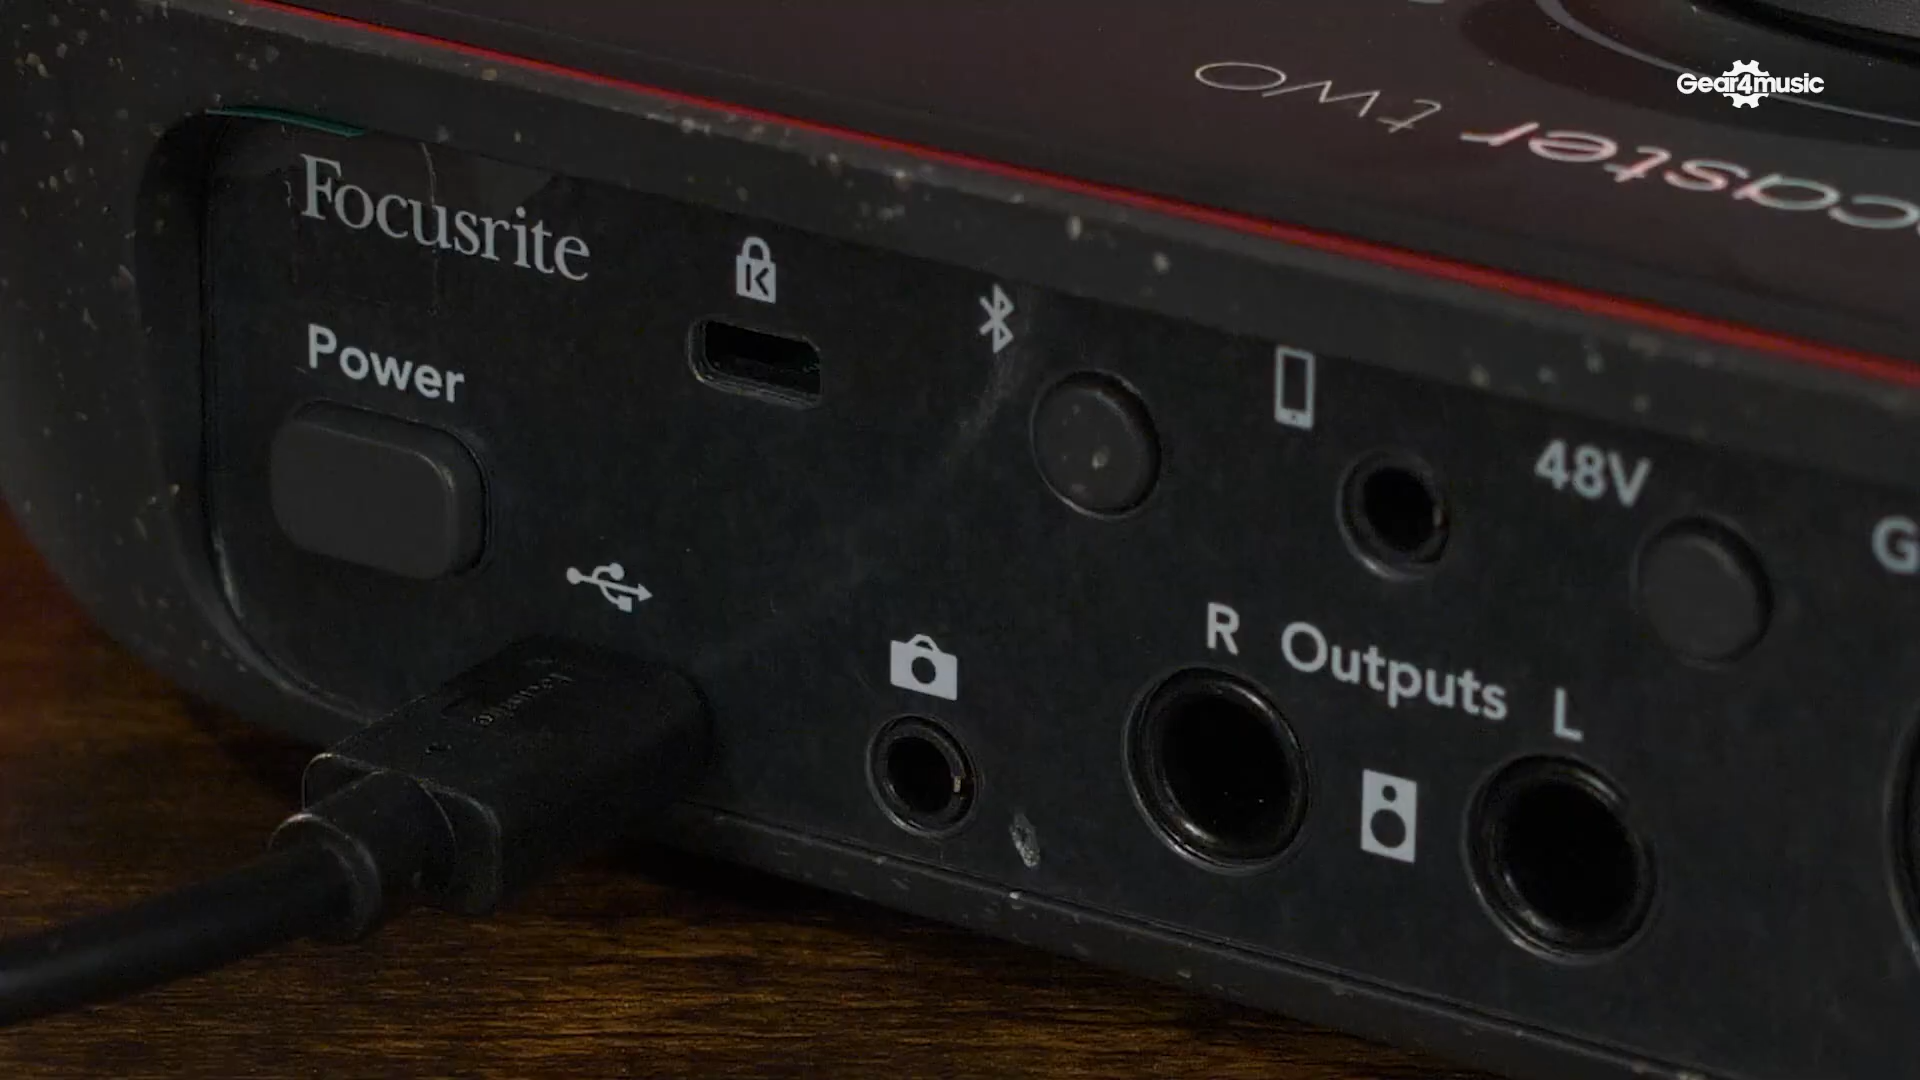 Gear4music
caster two
Focusrite
Power
48V
G
R Outputs L